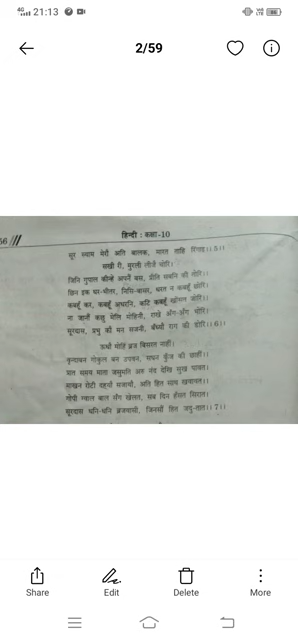 21:13
2/59
56
हिन्दी : कक्षा-10
सूर स्याम मेरौ अति बालक, मारत ताहि रिंगाइ।। 5।।
सखी री, मुरली लीजै चोरि।
जिनि गुपाल कीन्हे अपनें बस, प्रीति सबनि की तोरि।।
छिन इक घर-भीतर, निसि-बासर, धरत न कबहूँ छोरि।
कबहूँ कर, कबहूँ अधरनि, कटि कबहूँ खोंसत जोरि।।
ना जानौं कछु मेलि मोहिनी, राखे अँग-अँग भोरि।
सूरदास, प्रभु कौ मन सजनी, बँध्यौ राग की डोरि।। 6।।
ऊधौ मोहिं ब्रज बिसरत नाहीं।
बृन्दावन गोकुल बन उपवन, सघन कुंज की छाहीं।।
प्रात समय माता जसुमति अरु नंद देखि सुख पावत।
माखन रोटी दह्यौ सजायौ, अति हित साथ खवावत।।
गोपी ग्वाल बाल सँग खेलत, सब दिन हँसत सिरात।
सूरदास धनि-धनि ब्रजवासी, जिनसौं हित जदु-तात।। 7।।
Share
Edit
Delete
More